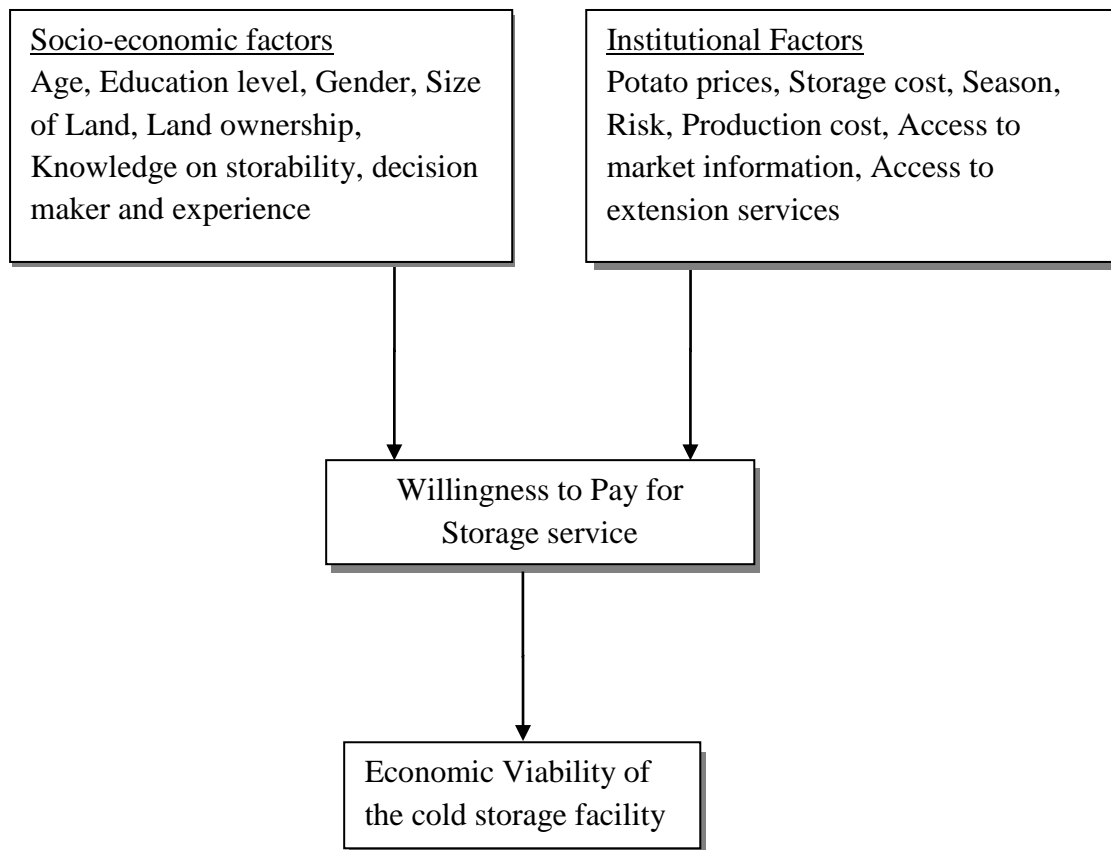 Socio-economic factors
Age, Education level, Gender, Size
of Land, Land ownership,
Knowledge on storability, decision
maker and experience
Institutional Factors
Potato prices, Storage cost, Season,
Risk, Production cost, Access to
market information, Access to
extension services
Willingness to Pay for
Storage service
Economic Viability of
the cold storage facility